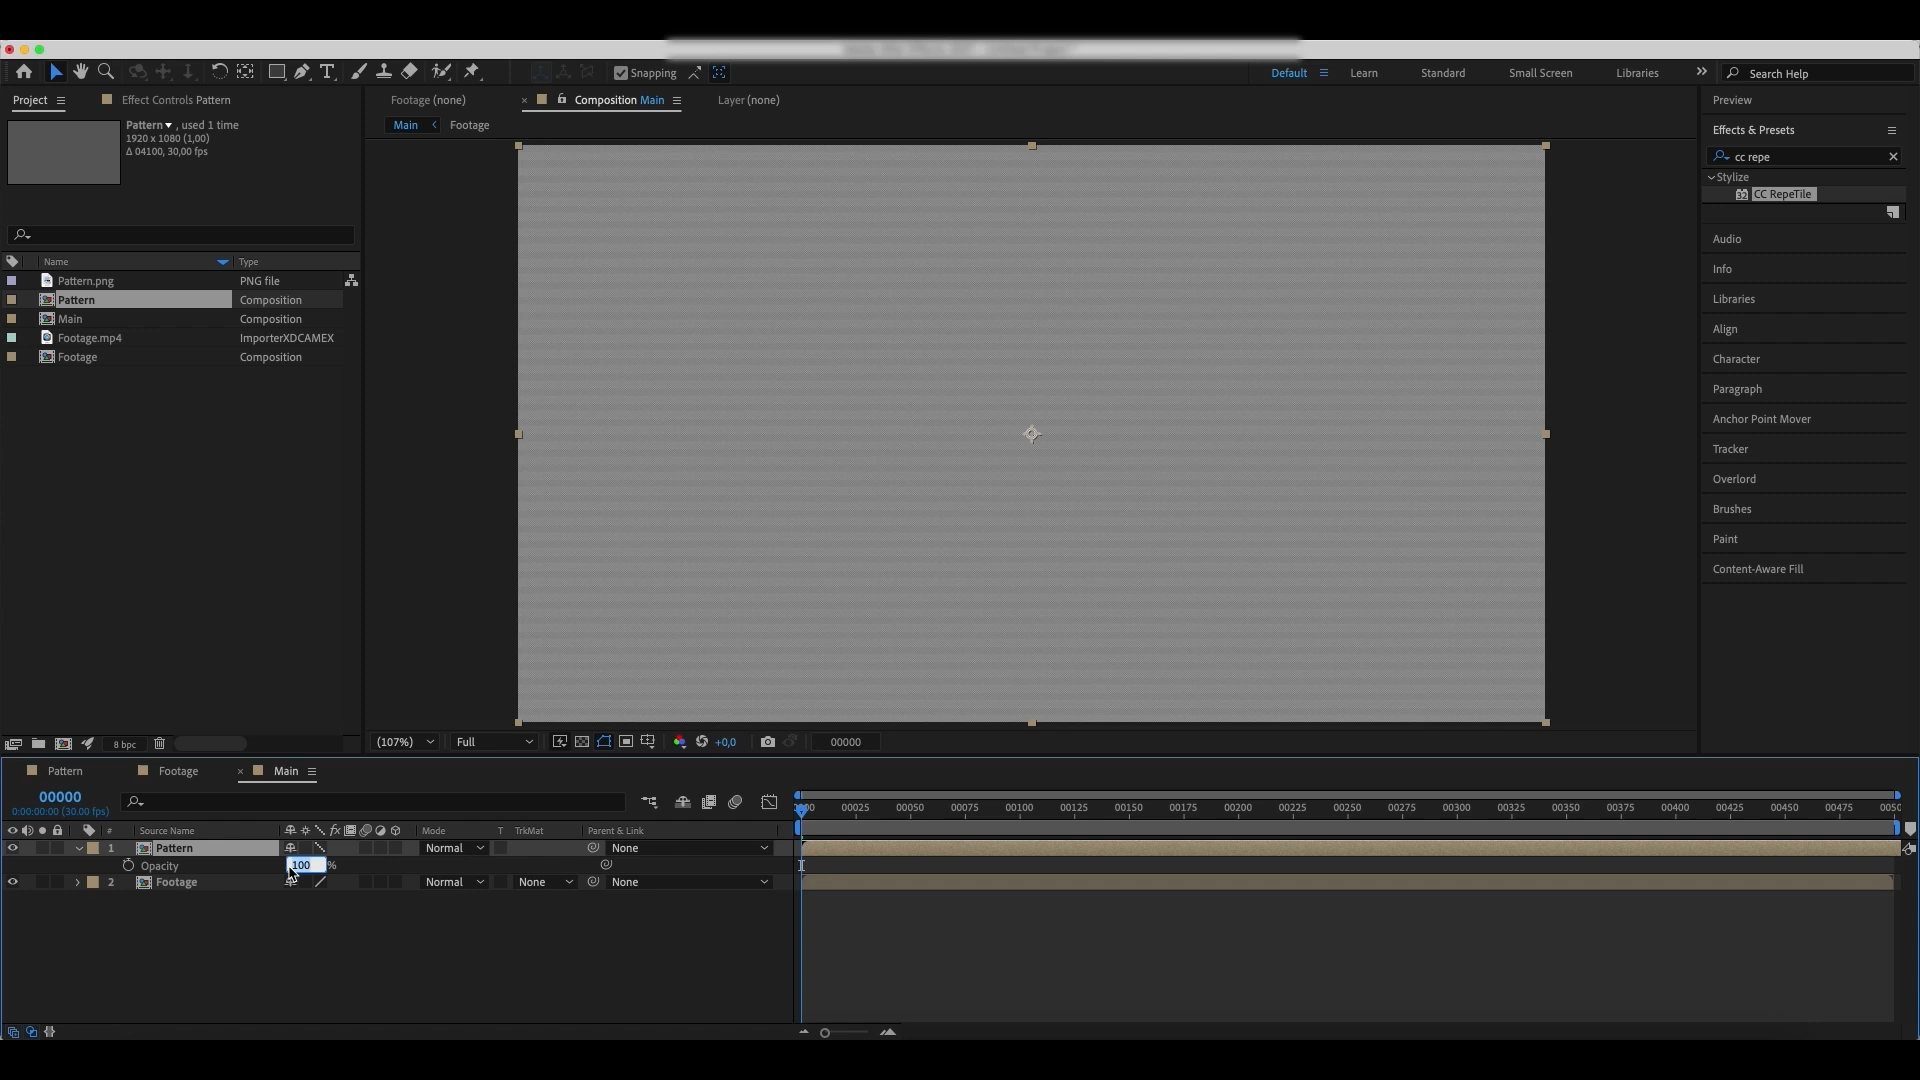 Snapping
Default
Learn
Standard
Small Screen
Libraries
Search Help
Project
Effect Controls Pattern
Footage (none)
Composition Main
Layer (none)
Preview
Pattern , used 1 time
1920 x 1080 (1,00)
Δ 04100, 30,00 fps
Main
Footage
Effects & Presets
cc repe
Stylize
32 CC RepeTile
Audio
Info
Libraries
Align
Character
Paragraph
Anchor Point Mover
Tracker
Overlord
Brushes
Paint
Content-Aware Fill
Name
Type
Pattern.png
PNG file
Pattern
Composition
Main
Composition
Footage.mp4
ImporterXDCAMEX
Footage
Composition
8 bpc
(107%)
Full
+0,0
00000
Pattern
Footage
Main
00000
0:00:00:00 (30.00 fps)
00025 00050 00075 00100 00125 00150 00175 00200 00225 00250 00275 00300 00325 00350 00375 00400 00425 00450 00475
# Source Name fx Mode T TrkMat Parent & Link
1 Pattern Normal None
Opacity 100 %
2 Footage Normal None None